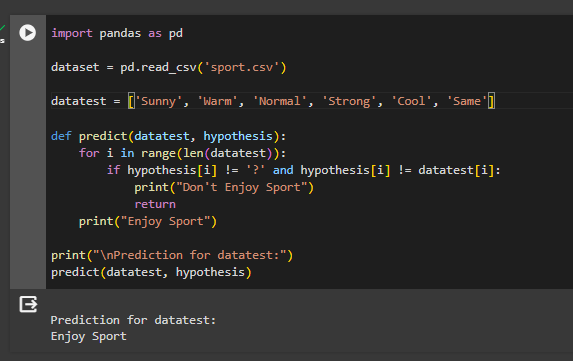 import pandas as pd
dataset = pd.read_csv('sport.csv')
datatest = ['Sunny', 'Warm', 'Normal', 'Strong', 'Cool', 'Same']
def predict(datatest, hypothesis):
    for i in range(len(datatest)):
        if hypothesis[i] != '?' and hypothesis[i] != datatest[i]:
            print("Don't Enjoy Sport")
            return
    print("Enjoy Sport")
print("\nPrediction for datatest:")
predict(datatest, hypothesis)
Prediction for datatest:
Enjoy Sport